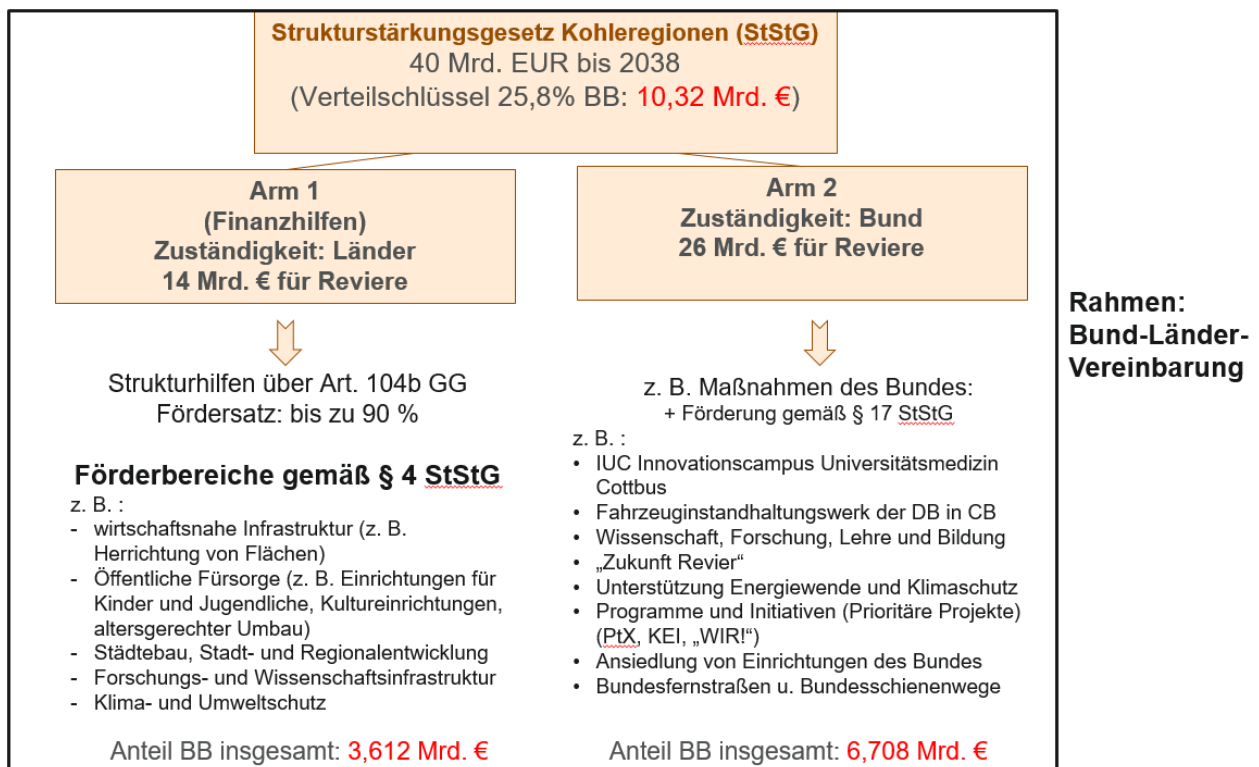 Strukturstärkungsgesetz Kohleregionen (StStG)
40 Mrd. EUR bis 2038
(Verteilschlüssel 25,8% BB: 10,32 Mrd. €)
Arm 1
(Finanzhilfen)
Zuständigkeit: Länder
14 Mrd. € für Reviere
Strukturhilfen über Art. 104b GG
Fördersatz: bis zu 90 %
Förderbereiche gemäß § 4 StStG
z. B. :
- wirtschaftsnahe Infrastruktur (z. B.
Herrichtung von Flächen)
- Öffentliche Fürsorge (z. B. Einrichtungen für
Kinder und Jugendliche, Kultureinrichtungen,
altersgerechter Umbau)
- Städtebau, Stadt- und Regionalentwicklung
- Forschungs- und Wissenschaftsinfrastruktur
- Klima- und Umweltschutz
Anteil BB insgesamt: 3,612 Mrd. €
Arm 2
Zuständigkeit: Bund
26 Mrd. € für Reviere
z. B. Maßnahmen des Bundes:
+ Förderung gemäß § 17 StStG
z. B. :
• IUC Innovationscampus Universitätsmedizin
Cottbus
• Fahrzeuginstandhaltungswerk der DB in CB
• Wissenschaft, Forschung, Lehre und Bildung
• „Zukunft Revier“
• Unterstützung Energiewende und Klimaschutz
• Programme und Initiativen (Prioritäre Projekte)
(PtX, KEI, „WIR!“)
• Ansiedlung von Einrichtungen des Bundes
• Bundesfernstraßen u. Bundesschienenwege
Anteil BB insgesamt: 6,708 Mrd. €
Rahmen:
Bund-Länder-
Vereinbarung